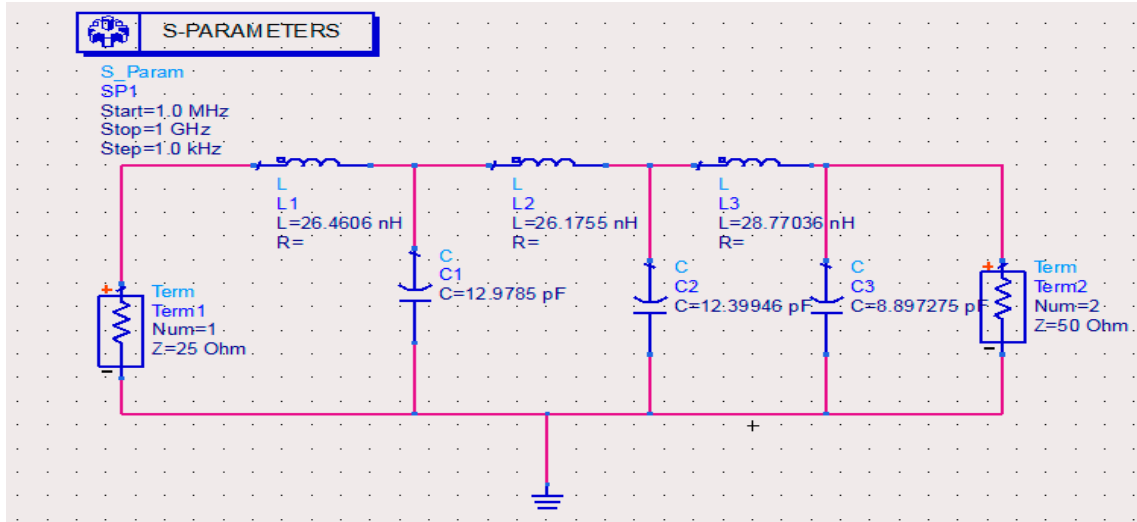 S-PARAMETERS
S_Param
SP1
Start=1.0 MHz
Stop=1 GHz
Step=1.0 kHz
L
L1
L=26.4606 nH
R=
L
L2
L=26.1755 nH
R=
L
L3
L=28.77036 nH
R=
C
C1
C=12.9785 pF
C
C2
C=12.39946 pF
C
C3
C=8.897275 pF
Term
Term1
Num=1
Z=25 Ohm
Term
Term2
Num=2
Z=50 Ohm